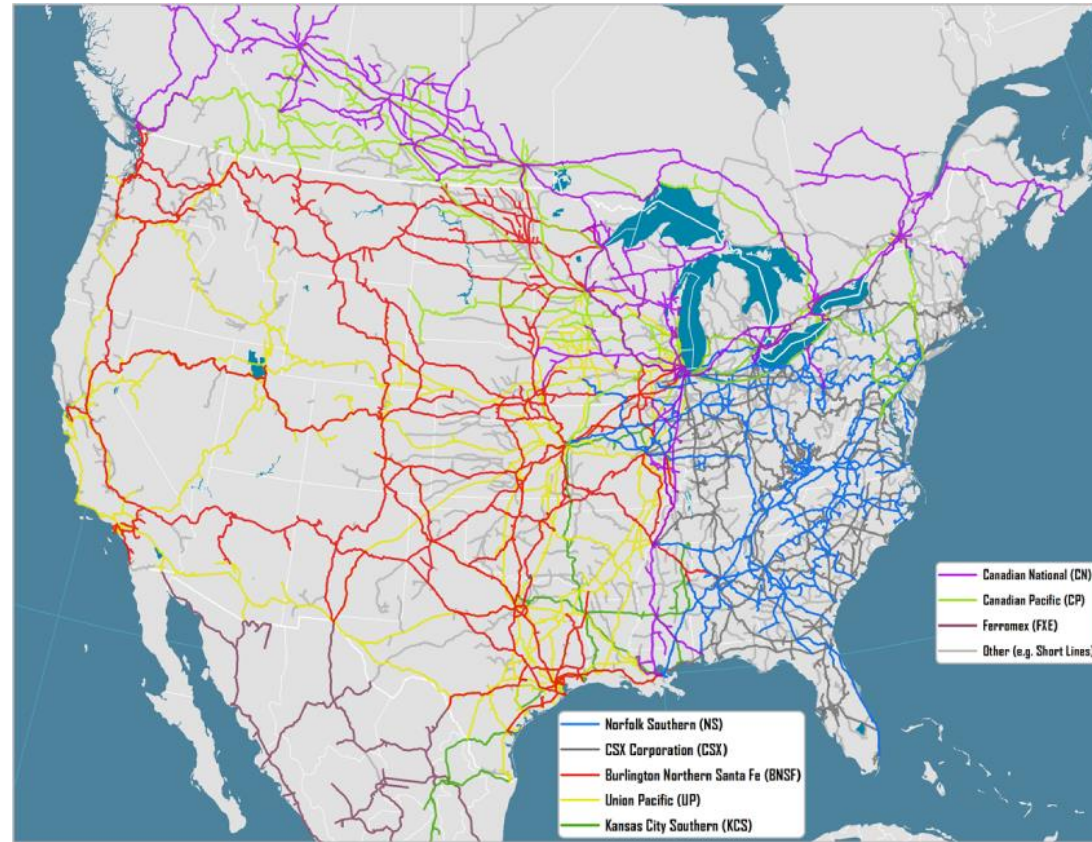 Canadian National (CN)
Canadian Pacific (CP)
Ferromex (FXE)
Other (e.g. Short Lines)
Norfolk Southern (NS)
CSX Corporation (CSX)
Burlington Northern Santa Fe (BNSF)
Union Pacific (UP)
Kansas City Southern (KCS)